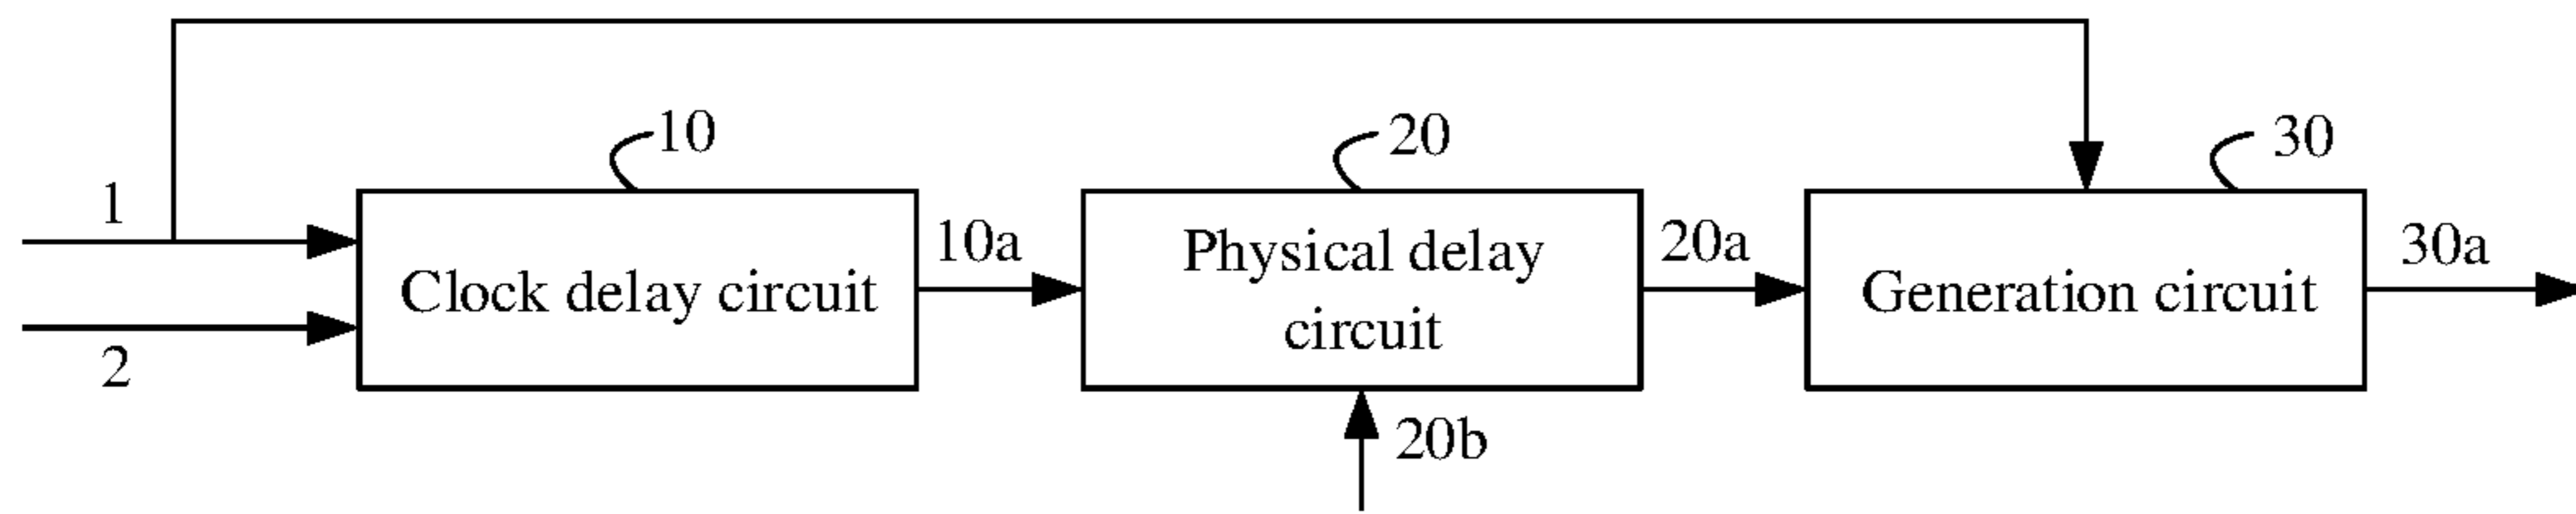 10
20
30
1
2
Clock delay circuit
10a
Physical delay
circuit
20a
20b
Generation circuit
30a